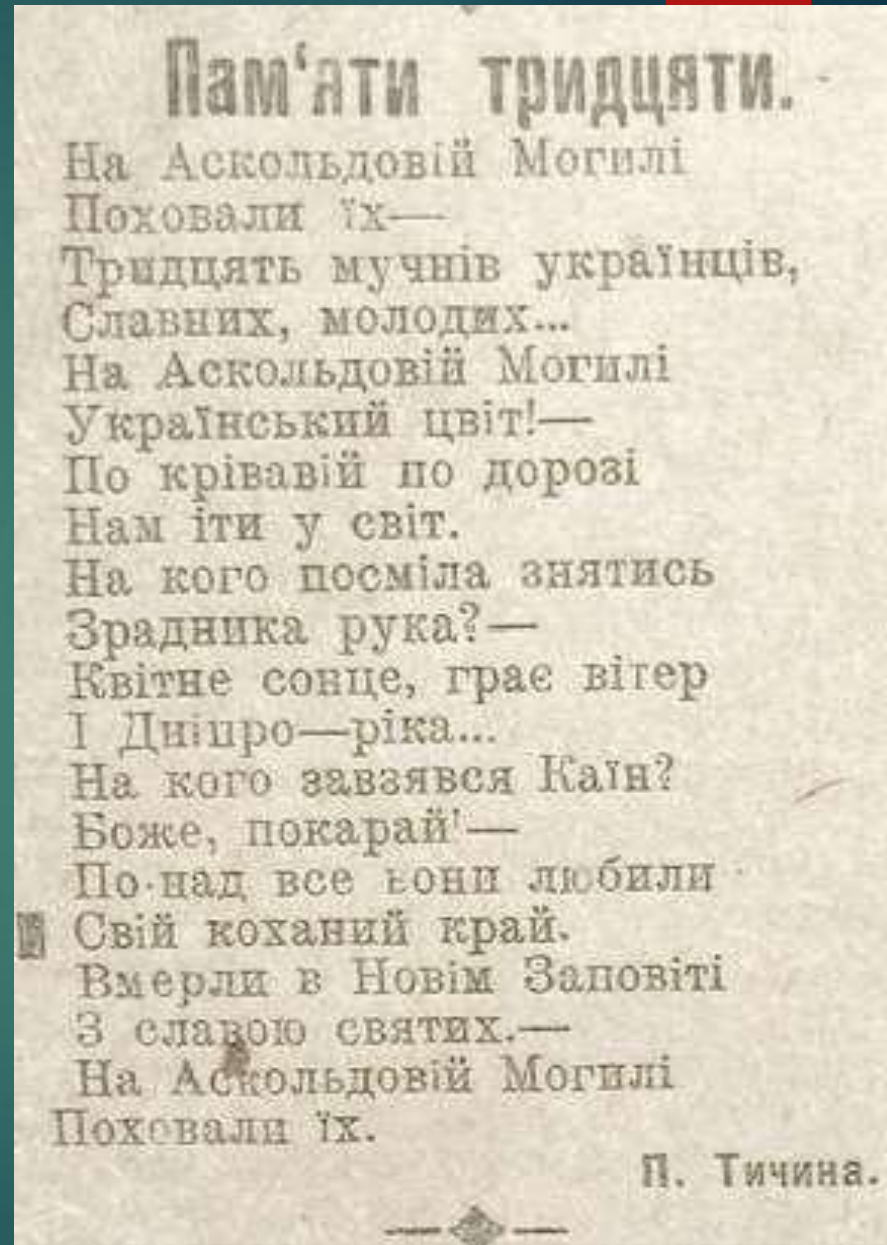 Пам‘яти тридцяти.
На Аскольдовій Могилі
Поховали їх—
Тридцять мучнів українців,
Славних, молодих...
На Аскольдовій Могилі
Український цвіт!—
По крівавій по дорозі
Нам іти у світ.
На кого посміла знятись
Зрадника рука?—
Квітне сонце, грає вітер
І Дніпро—ріка...
На кого завзявся Каїн?
Боже, покарай!—
По-над все вони любили
Свій коханий край.
Вмерли в Новім Заповіті
З славою святих.—
На Аскольдовій Могилі
Поховали їх.
П. Тичина.